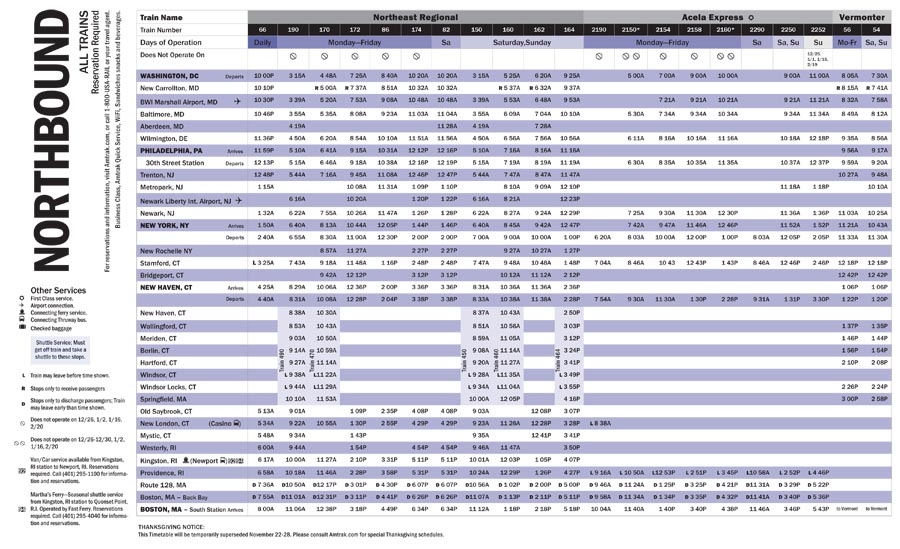 NORTHBOUND
ALL TRAINS
Reservation Required
For reservations and information, visit Amtrak.com, or call 1-800-USA-RAIL or your travel agent.
Business Class, Amtrak Quick Service, WiFi, Sandwiches snacks and beverages.
Other Services
First Class service.
Airport connection.
Connecting ferry service.
Connecting Thruway bus.
Checked baggage
Shuttle Service: Must
get off train and take a
shuttle to these stops.
L Train may leave before time shown.
R Stops only to receive passengers
D Stops only to discharge passengers; Train
may leave early than time shown.
Does not operate on 12/26, 1/2, 1/16,
2/20
Does not operate on 12/26-12/30, 1/2,
1/16, 2/20
Van/Car service available from Kingston,
RI station to Newport, RI. Reservations
required. Call (401) 295-1100 for informa-
tion and reservations.
Martha's Ferry—Seasonal shuttle service
from Kingston, RI station to Quonset Point,
R.I. Operated by Fast Ferry. Reservations
required. Call (401) 295-4040 for informa-
tion and reservations.
Train Name Northeast Regional Acela Express Vermonter
Train Number 66 190 170 172 86 174 82 150 160 162 164 2190 2150* 2154 2158 2160* 2290 2250 2252 56 54
Days of Operation Daily Monday–Friday Sa Saturday,Sunday Monday–Friday Sa Sa, Su Su Mo-Fr Sa, Su
Does Not Operate On 12/25,
1/1, 1/15,
2/19
WASHINGTON, DC Departs 10 00P 3 15A 4 48A 7 25A 8 40A 10 20A 10 20A 3 15A 5 25A 6 20A 9 25A 5 00A 7 00A 9 00A 10 00A 9 00A 11 00A 8 05A 7 30A
New Carrollton, MD 10 10P R 5 00A R 7 37A 8 51A 10 32A 10 32A R 5 37A R 6 32A 9 37A R 8 15A R 7 41A
BWI Marshall Airport, MD 10 30P 3 39A 5 20A 7 53A 9 08A 10 48A 10 48A 3 39A 5 53A 6 48A 9 53A 7 21A 9 21A 10 21A 9 21A 11 21A 8 32A 7 58A
Baltimore, MD 10 46P 3 55A 5 35A 8 08A 9 23A 11 03A 11 04A 3 55A 6 09A 7 04A 10 10A 5 30A 7 34A 9 34A 10 34A 9 34A 11 34A 8 49A 8 12A
Aberdeen, MD 4 19A 11 28A 4 19A 7 28A
Wilmington, DE 11 36P 4 50A 6 20A 8 54A 10 10A 11 51A 11 56A 4 50A 6 56A 7 56A 10 56A 6 11A 8 16A 10 16A 11 16A 10 18A 12 18P 9 35A 8 56A
PHILADELPHIA, PA Arrives 11 59P 5 10A 6 41A 9 15A 10 31A 12 12P 12 16P 5 10A 7 16A 8 16A 11 16A 9 56A 9 17A
30th Street Station Departs 12 13P 5 15A 6 46A 9 18A 10 38A 12 16P 12 19P 5 15A 7 19A 8 19A 11 19A 6 30A 8 35A 10 35A 11 35A 10 37A 12 37P 9 59A 9 20A
Trenton, NJ 12 48P 5 44A 7 16A 9 45A 11 08A 12 46P 12 47P 5 44A 7 47A 8 47A 11 47A 10 27A 9 48A
Metropark, NJ 1 15A 10 08A 11 31A 1 09P 1 10P 8 10A 9 09A 12 10P 11 18A 1 18P 10 10A
Newark Liberty Int. Airport, NJ 6 16A 10 20A 1 20P 1 22P 6 16A 8 21A 12 23P
Newark, NJ 1 32A 6 22A 7 55A 10 26A 11 47A 1 26P 1 28P 6 22A 8 27A 9 24A 12 29P 7 25A 9 30A 11 30A 12 30P 11 36A 1 36P 11 03A 10 25A
NEW YORK, NY Arrives 1 50A 6 40A 8 13A 10 44A 12 05P 1 44P 1 46P 6 40A 8 45A 9 42A 12 47P 7 42A 9 47A 11 46A 12 47P 11 52A 1 52P 11 21A 10 43A
Departs 2 40A 6 55A 8 30A 11 00A 12 30P 2 00P 2 00P 7 00A 9 00A 10 00A 1 00P 6 20A 8 03A 10 00A 12 00P 1 00P 8 03A 12 05P 2 05P 11 33A 11 30A
New Rochelle NY 8 57A 11 27A 2 27P 2 27P 9 27A 10 27A 1 27P
Stamford, CT L 3 25A 7 43A 9 18A 11 48A 1 16P 2 48P 2 48P 7 47A 9 48A 10 48A 1 48P 7 04A 8 46A 10 43 12 43P 1 43P 8 46A 12 46P 2 46P 12 18P 12 18P
Bridgeport, CT 9 42A 12 12P 3 12P 3 12P 10 12A 11 12A 2 12P 12 42P 12 42P
NEW HAVEN, CT Arrives 4 25A 8 29A 10 06A 12 36P 2 00P 3 36P 3 36P 8 31A 10 36A 11 36A 2 36P 1 06P 1 06P
Departs 4 40A 8 31A 10 08A 12 28P 2 04P 3 38P 3 38P 8 33A 10 38A 11 38A 2 28P 7 54A 9 30A 11 54A 1 30P 2 28P 9 31A 1 31P 3 30P 1 22P 1 20P
New Haven, CT 8 38A 10 30 8 37A 10 43A 2 50P
Wallingford, CT 8 53A 10 43A 8 51A 10 56A 3 03P 1 37P 1 35P
Meriden, CT 9 03A 10 50A 8 59A 11 04A 3 13P 1 46P 1 44P
Berlin, CT 9 14A 10 59A 9 08A 11 14A 3 24P 1 56P 1 54P
Hartford, CT Train 490 9 27A Train 470 11 14A Train 450 9 20A Train 460 11 27A Train 464 3 41P 2 10P 2 08P
Windsor, CT L 9 38A L11 22A L 9 28A L11 35A L 3 49P
Windsor Locks, CT L 9 44A L11 29A L 9 34A L11 04A L 3 55P 2 26P 2 24P
Springfield, MA 10 10A 11 53A 10 00A 12 05P 4 16P 3 00P 2 58P
Old Saybrook, CT 5 13A 9 01A 1 09P 2 35P 4 08P 4 08P 9 03A 12 08P 3 07P
New London, CT (Casino) 5 34A 9 22A 10 55A 1 30P 2 55P 4 29P 4 29P 9 23A 11 26A 12 28P 3 28P L 8 38A
Mystic, CT 5 48A 9 34A 1 43P 9 35A 12 41P 3 41P
Westerly, RI 6 00A 9 44A 1 54P 4 54P 4 54P 9 46A 11 47A 3 50P
Kingston, RI (Newport) 6 17A 10 00A 11 27A 2 10P 3 31P 5 11P 5 11P 10 01A 12 03P 1 05P 4 07P
Providence, RI 6 58A 10 18A 11 46A 2 28P 3 58P 5 31P 5 31P 10 24A 12 29P 1 26P 4 27P L 9 16A L 10 50A L12 53P L 2 51P L 3 45P L10 58A L 2 52P L 4 46P
Route 128, MA D 7 36A D10 50A D12 17P D 3 01P D 4 30P D 6 07P D 6 07P D10 56A D 1 02P D 2 00P D 5 00P D 9 46A D 11 24A D 1 25P D 3 25P D 4 21P D11 31A D 3 29P D 5 22P
Boston, MA – Back Bay D 7 55A D11 01A D12 31P D 3 11P D 4 41P D 6 26P D 6 26P D11 07A D 1 13P D 2 11P D 5 11P D 9 58A D 11 34A D 1 35P D 3 35P D 4 32P D11 41A D 3 40P D 5 36P
BOSTON, MA – South Station Arrives 8 00A 11 06A 12 38P 3 18P 4 49P 6 34P 6 34P 11 12A 1 18P 2 18P 5 18P 10 04A 11 40A 1 42P 3 40P 4 38P 11 46A 3 46P 5 43P to Vermont to Vermont
THANKSGIVING NOTICE:
This Timetable will be temporarily superseded November 22-28. Please consult Amtrak.com for special Thanksgiving schedules.